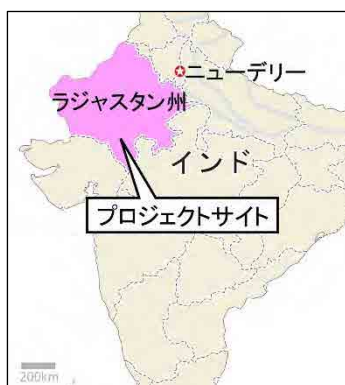 ニューデリー
ラジャスタン州
インド
プロジェクトサイト
200km